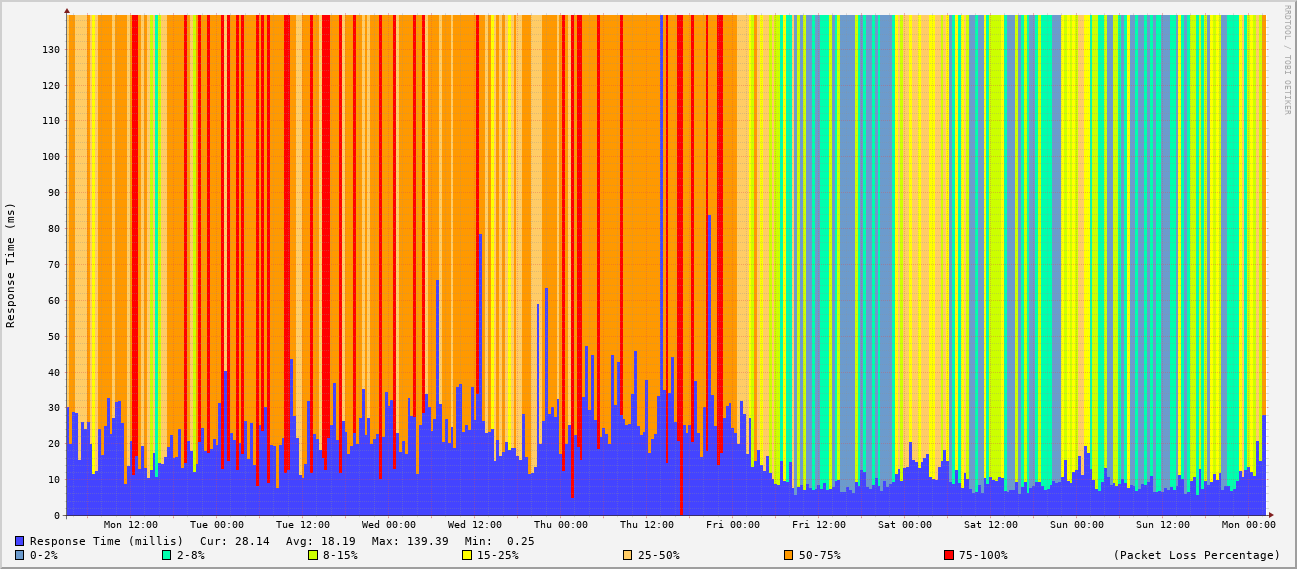 RRDTOOL / TOBI OETIKER
Response Time (ms)
130
120
110
100
90
80
70
60
50
40
30
20
10
0
Mon 12:00 Tue 00:00 Tue 12:00 Wed 00:00 Wed 12:00 Thu 00:00 Thu 12:00 Fri 00:00 Fri 12:00 Sat 00:00 Sat 12:00 Sun 00:00 Sun 12:00 Mon 00:00
Response Time (millis) Cur: 28.14 Avg: 18.19 Max: 139.39 Min: 0.25
0-2% 2-8% 8-15% 15-25% 25-50% 50-75% 75-100% (Packet Loss Percentage)